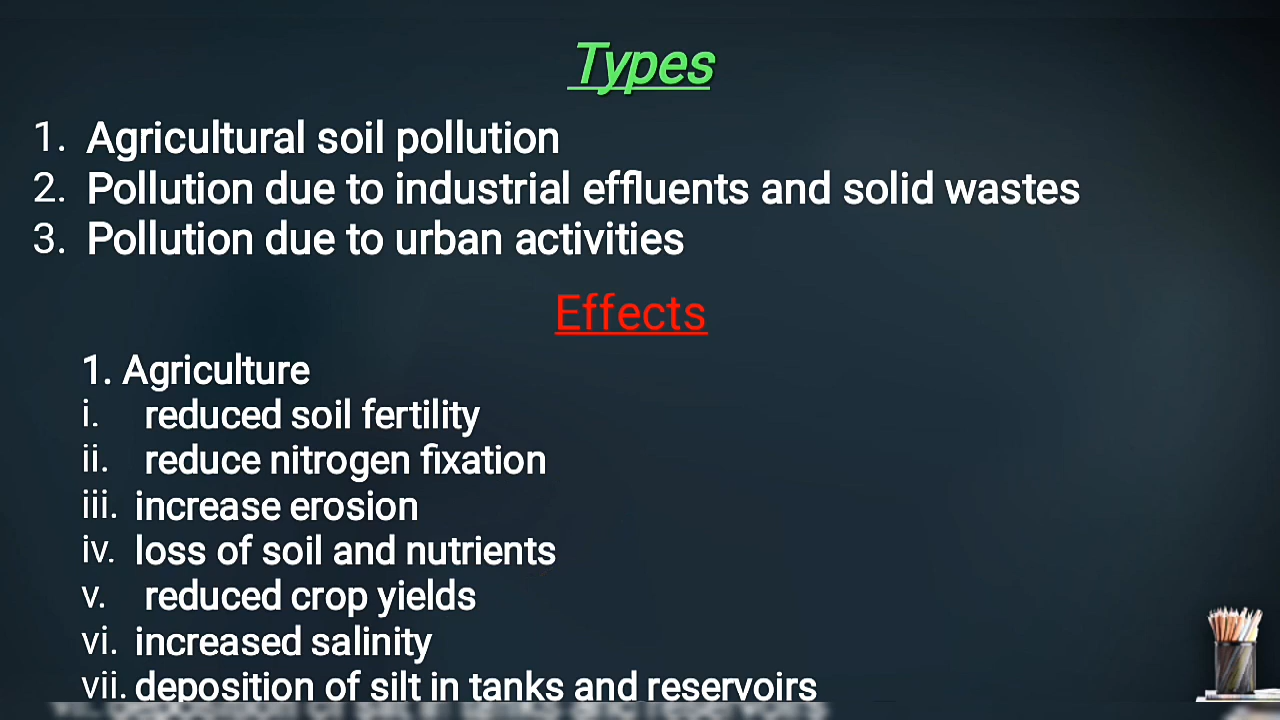 Types
1. Agricultural soil pollution
2. Pollution due to industrial effluents and solid wastes
3. Pollution due to urban activities
Effects
1. Agriculture
i. reduced soil fertility
ii. reduce nitrogen fixation
iii. increase erosion
iv. loss of soil and nutrients
v. reduced crop yields
vi. increased salinity
vii. deposition of silt in tanks and reservoirs